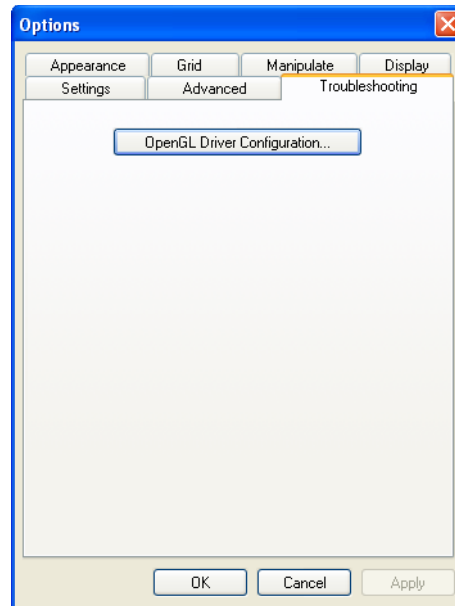 Options
Appearance Grid Manipulate Display
Settings Advanced Troubleshooting
OpenGL Driver Configuration...
OK Cancel Apply